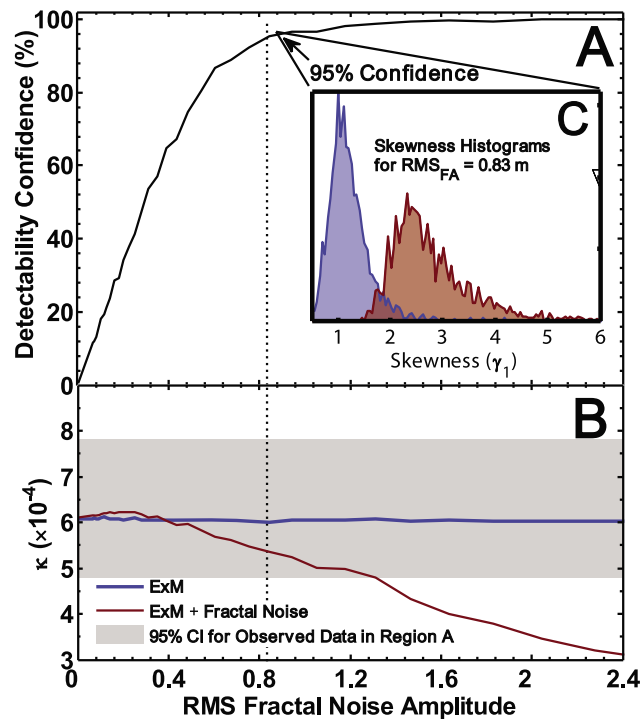 100
80
60
40
20
0
Detectability Confidence (%)
A
95% Confidence
C
Skewness Histograms
for RMS_FA = 0.83 m
1 2 3 4 5 6
Skewness (γ₁)
B
8
7
6
5
4
3
κ (×10⁻⁴)
ExM
ExM + Fractal Noise
95% CI for Observed Data in Region A
0 0.4 0.8 1.2 1.6 2.0 2.4
RMS Fractal Noise Amplitude